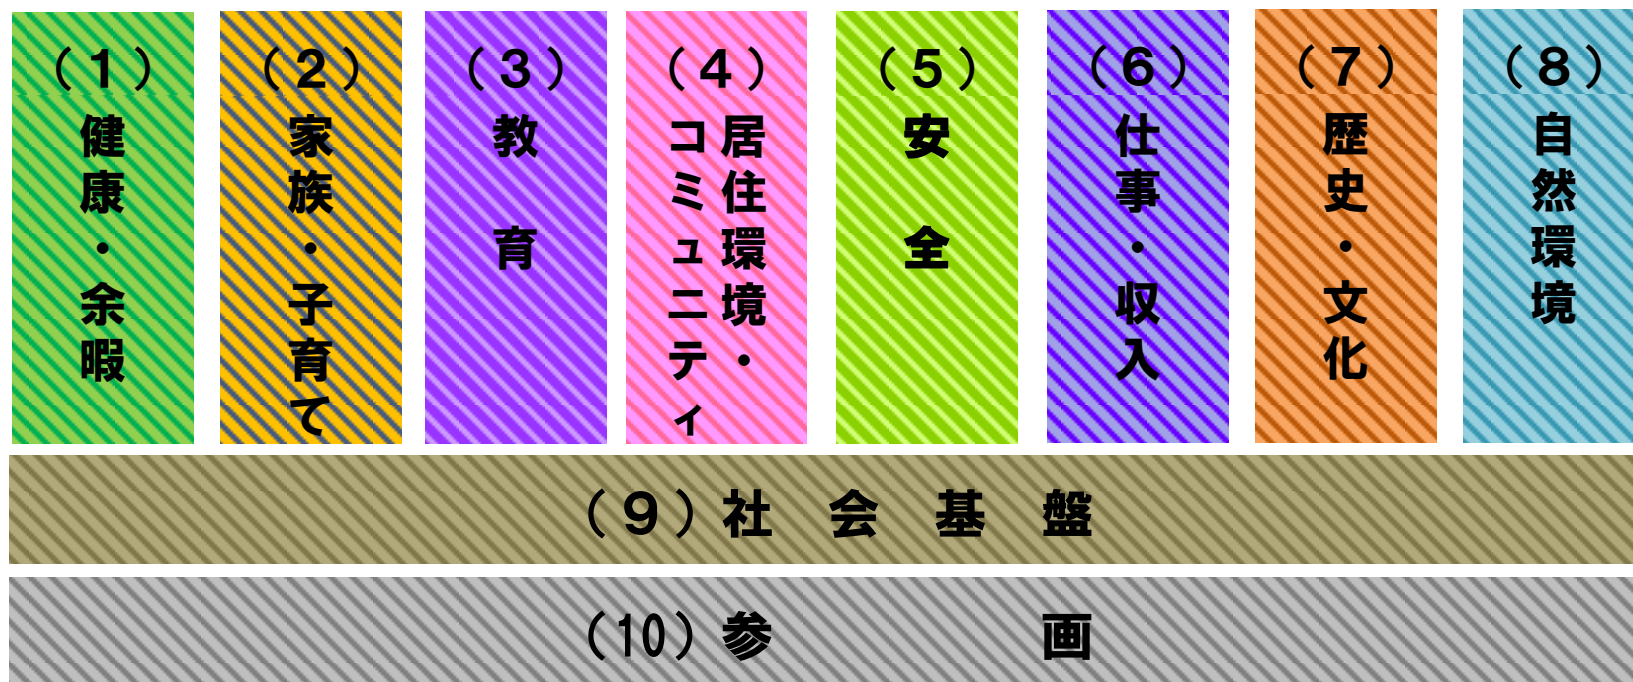 （１）
健康・余暇
（２）
家族・子育て
（３）
教　育
（４）
居住環境・
コミュニティ
（５）
安　全
（６）
仕事・収入
（７）
歴史・文化
（８）
自然環境
（９）社　会　基　盤
（10）参　　　　　画